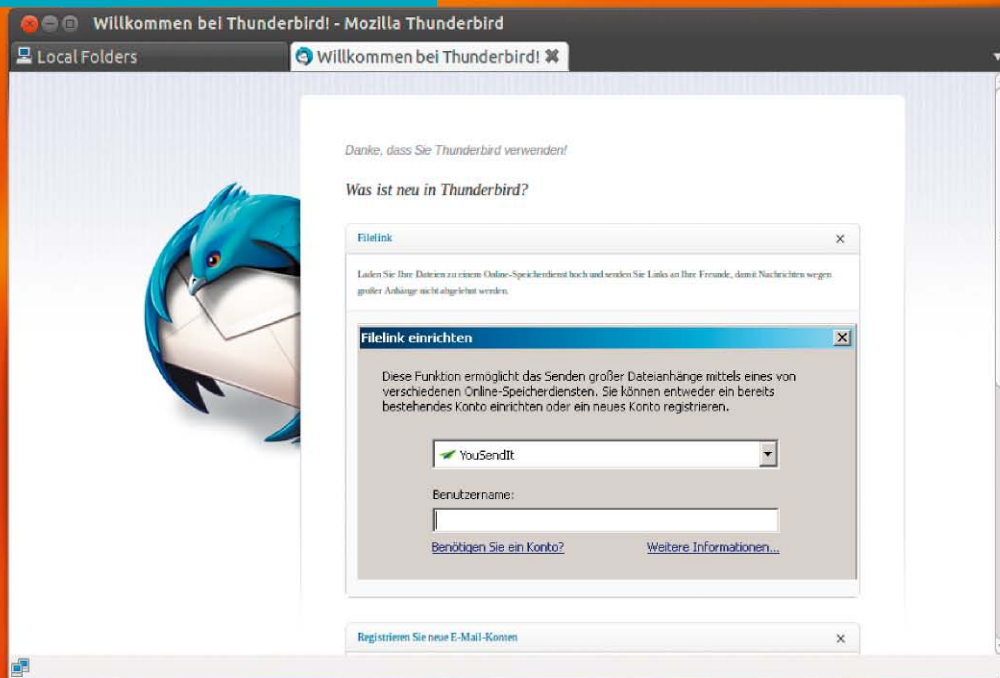 Willkommen bei Thunderbird! - Mozilla Thunderbird
Local Folders
Willkommen bei Thunderbird!
Danke, dass Sie Thunderbird verwenden!
Was ist neu in Thunderbird?
Filelink
Laden Sie Ihre Dateien zu einem Online-Speicherdienst hoch und senden Sie Links an Ihre Freunde, damit Nachrichten wegen
großer Anhänge nicht abgelehnt werden.
Filelink einrichten
Diese Funktion ermöglicht das Senden großer Dateianhänge mittels eines von
verschiedenen Online-Speicherdiensten. Sie können entweder ein bereits
bestehendes Konto einrichten oder ein neues Konto registrieren.
YouSendIt
Benutzername:
Benötigen Sie ein Konto? Weitere Informationen...
Registrieren Sie neue E-Mail-Konten